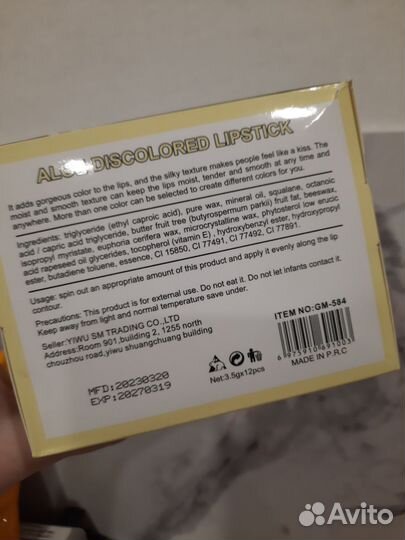 ALOE DISCOLORED LIPSTICK
It adds gorgeous color to the lips, and the silky texture makes people feel like a kiss. The
moist and smooth texture can keep the lips moist, tender and smooth at any time and
anywhere. More than one color can be selected to create different colors for you.
Ingredients: triglyceride (ethyl caproic), pure wax, mineral oil, squalane, octanoic
acid / capric acid triglyceride, butter fruit tree (butyrospermum parkii) fruit fat, beeswax,
isopropyl myristate, euphoria cerifera wax, microcrystalline wax, phytosterol low erucic
acid rapeseed oil glycerides, tocopherol (vitamin E) , hydroxybenzyl ester, hydroxypropyl
ester, butadiene toluene, essence, CI 15850, CI 77491, CI 77492, CI 77891.
Usage: spin out an appropriate amount of this product and apply it evenly along the lip
contour.
Precautions: This product is for external use. Do not eat it. Do not let infants contact it.
Keep away from light and normal temperature save under.
Seller:YIWU SM TRADING CO.,LTD
Address:Room 901,building 2, 1255 north
chouzhou road,yiwu shuangchuang building
MFD:20230320
EXP:20270319
Net:3.5g×12pcs
ITEM NO:GM-584
6 975910 691003
MADE IN P.R.C
Avito